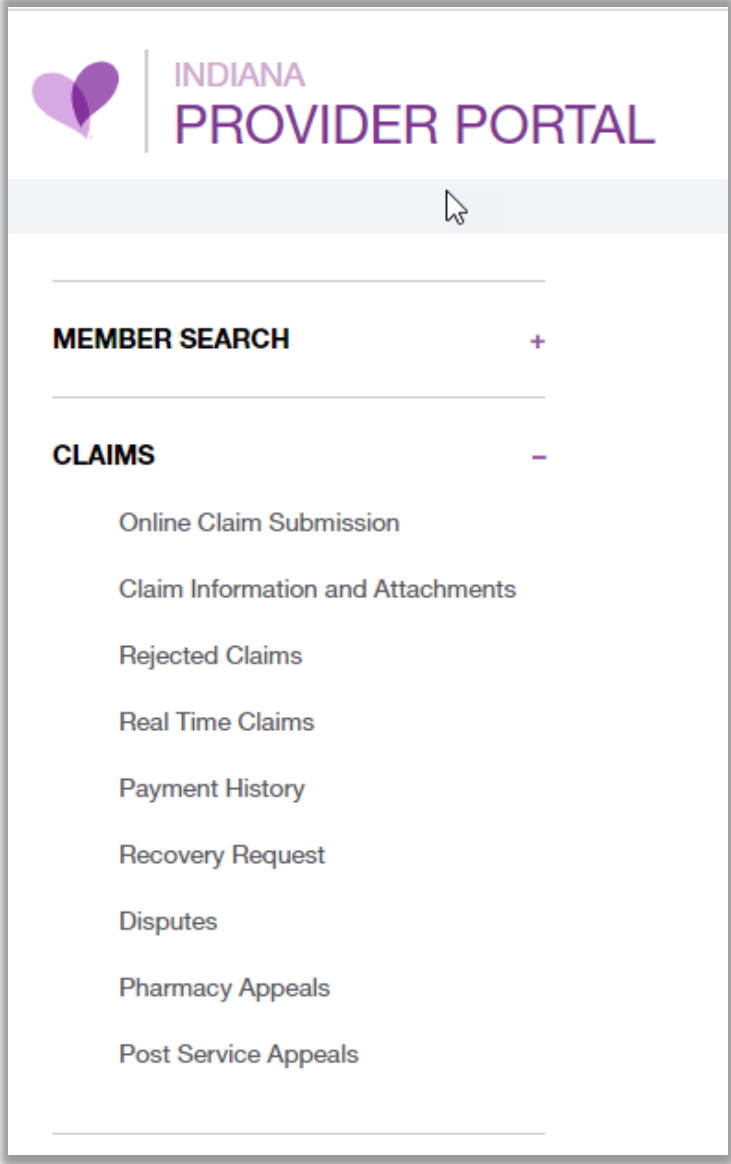 INDIANA
PROVIDER PORTAL
MEMBER SEARCH +
CLAIMS –
Online Claim Submission
Claim Information and Attachments
Rejected Claims
Real Time Claims
Payment History
Recovery Request
Disputes
Pharmacy Appeals
Post Service Appeals